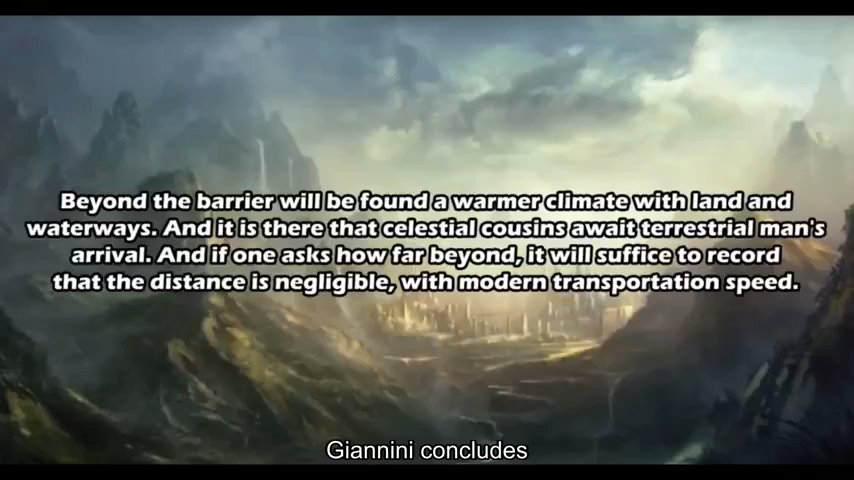 Beyond the barrier will be found a warmer climate with land and
waterways. And it is there that celestial cousins await terrestrial man's
arrival. And if one asks how far beyond, it will suffice to record
that the distance is negligible, with modern transportation speed.
Giannini concludes